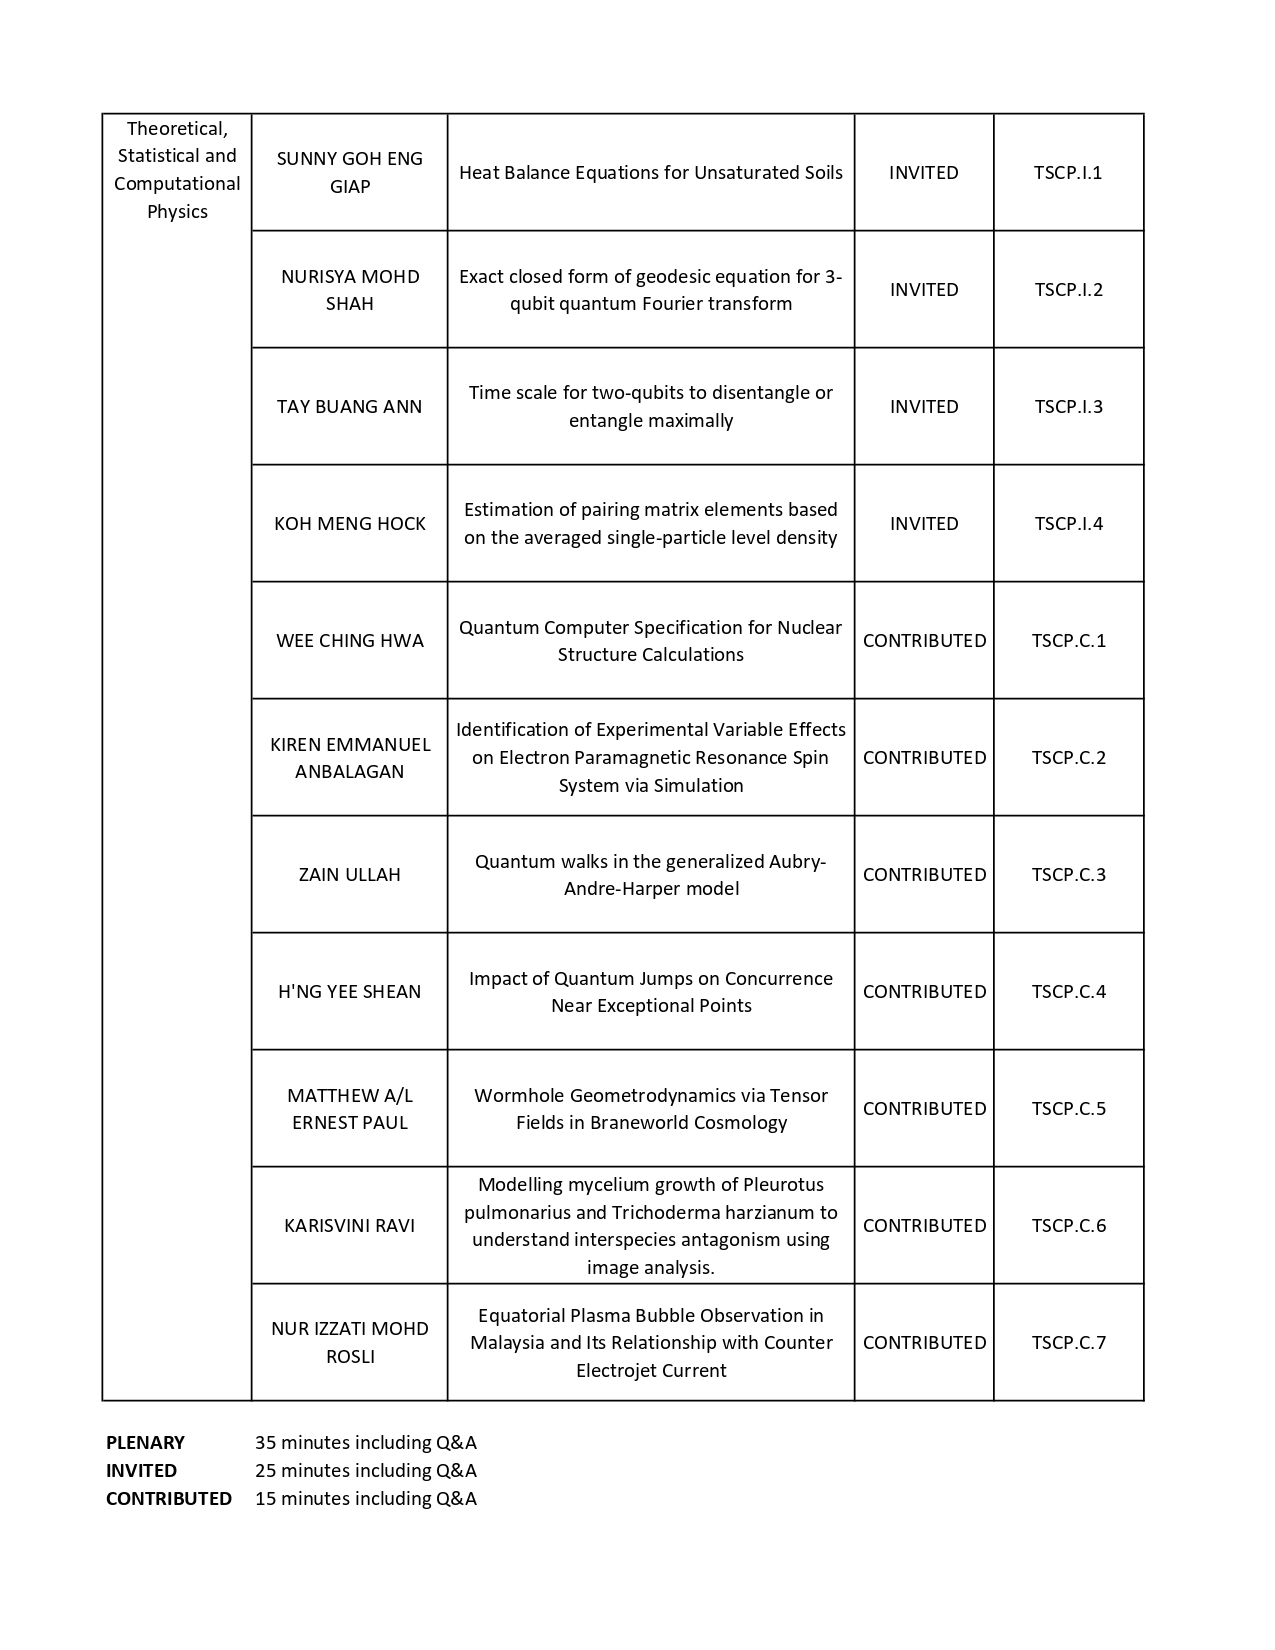 Theoretical,
Statistical and
Computational
Physics
SUNNY GOH ENG
GIAP
Heat Balance Equations for Unsaturated Soils
INVITED
TSCP.I.1
NURISYA MOHD
SHAH
Exact closed form of geodesic equation for 3-
qubit quantum Fourier transform
INVITED
TSCP.I.2
TAY BUANG ANN
Time scale for two-qubits to disentangle or
entangle maximally
INVITED
TSCP.I.3
KOH MENG HOCK
Estimation of pairing matrix elements based
on the averaged single-particle level density
INVITED
TSCP.I.4
WEE CHING HWA
Quantum Computer Specification for Nuclear
Structure Calculations
CONTRIBUTED
TSCP.C.1
KIREN EMMANUEL
ANBALAGAN
Identification of Experimental Variable Effects
on Electron Paramagnetic Resonance Spin
System via Simulation
CONTRIBUTED
TSCP.C.2
ZAIN ULLAH
Quantum walks in the generalized Aubry-
Andre-Harper model
CONTRIBUTED
TSCP.C.3
H'NG YEE SHEAN
Impact of Quantum Jumps on Concurrence
Near Exceptional Points
CONTRIBUTED
TSCP.C.4
MATTHEW A/L
ERNEST PAUL
Wormhole Geometrodynamics via Tensor
Fields in Braneworld Cosmology
CONTRIBUTED
TSCP.C.5
KARISVINI RAVI
Modelling mycelium growth of Pleurotus
pulmonarius and Trichoderma harzianum to
understand interspecies antagonism using
image analysis.
CONTRIBUTED
TSCP.C.6
NUR IZZATI MOHD
ROSLI
Equatorial Plasma Bubble Observation in
Malaysia and Its Relationship with Counter
Electrojet Current
CONTRIBUTED
TSCP.C.7
PLENARY 35 minutes including Q&A
INVITED 25 minutes including Q&A
CONTRIBUTED 15 minutes including Q&A